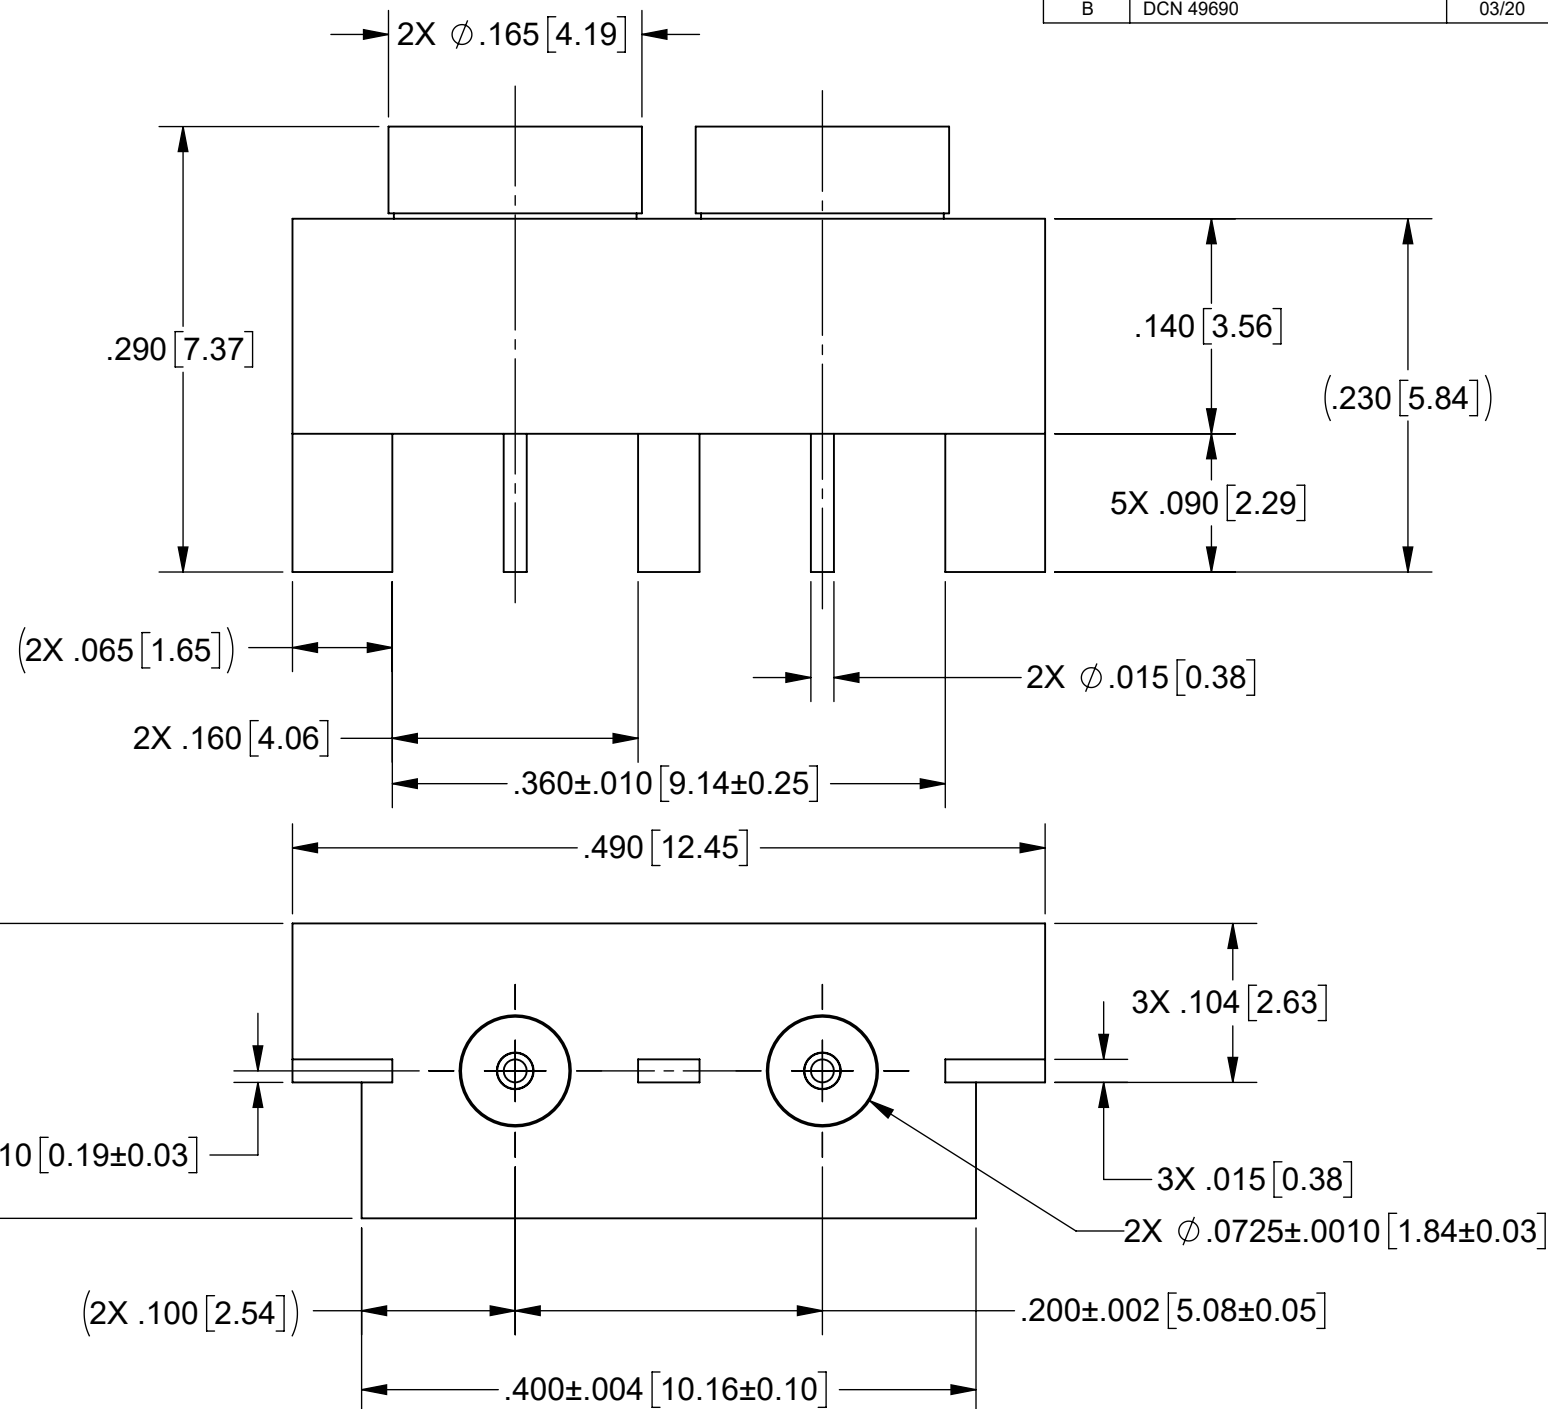 B DCN 49690 03/20
2X ∅.165[4.19]
.290[7.37]
.140[3.56]
(.230[5.84])
5X .090[2.29]
(2X .065[1.65])
2X ∅.015[0.38]
2X .160[4.06]
.360±.010[9.14±0.25]
.490[12.45]
3X .104[2.63]
10[0.19±0.03]
3X .015[0.38]
2X ∅.0725±.0010[1.84±0.03]
(2X .100[2.54])
.200±.002[5.08±0.05]
.400±.004[10.16±0.10]